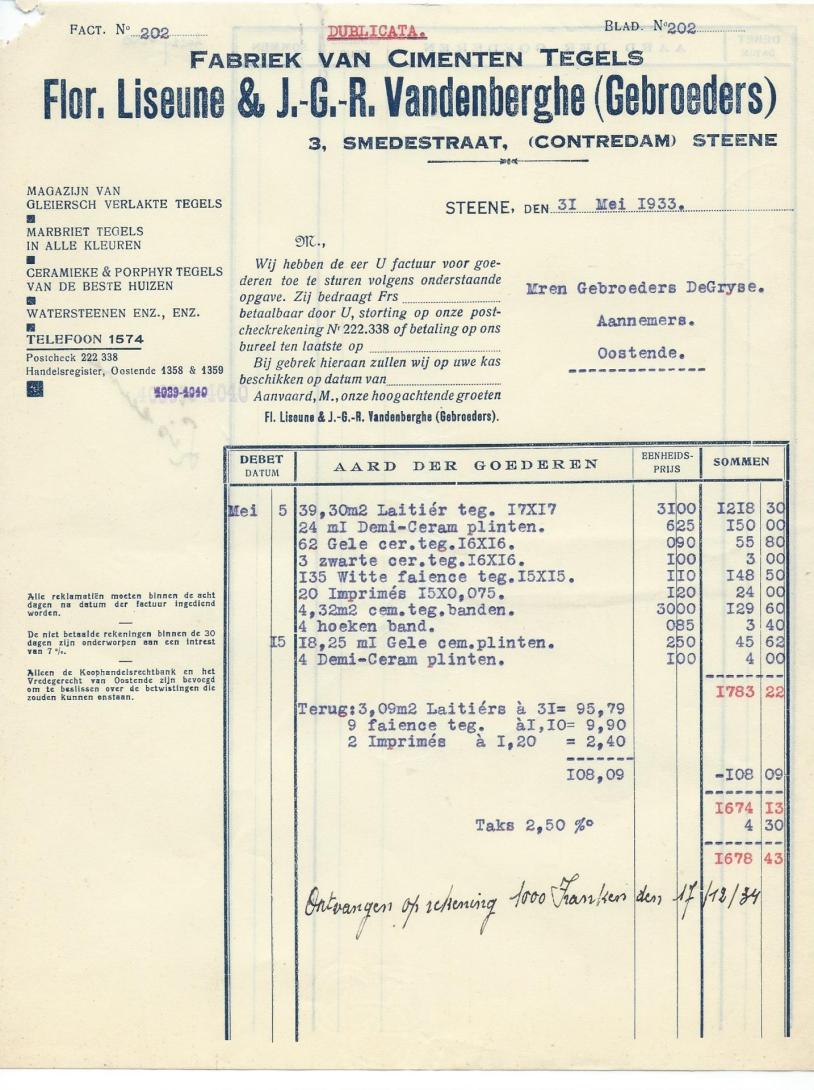 FACT. No 202
DUBLICATA.
BLAD. No 202
FABRIEK VAN CIMENTEN TEGELS
Flor. Liseune & J.-G.-R. Vandenberghe (Gebroeders)
3, SMEDESTRAAT, (CONTREDAM) STEENE
MAGAZIJN VAN
GLEIERSCH VERLAKTE TEGELS
MARBRIET TEGELS
IN ALLE KLEUREN
CERAMIEKE & PORPHYR TEGELS
VAN DE BESTE HUIZEN
WATERSTEENEN ENZ., ENZ.
TELEFOON 1574
Postcheck 222 338
Handelsregister, Oostende 1358 & 1359
STEENE, DEN 3I Mei I933.
M.,
Wij hebben de eer U factuur voor goe-
deren toe te sturen volgens onderstaande
opgave. Zij bedraagt Frs
betaalbaar door U, storting op onze post-
checkrekening Nr 222.338 of betaling op ons
bureel ten laatste op
Bij gebrek hieraan zullen wij op uwe kas
beschikken op datum van
Aanvaard, M., onze hoogachtende groeten
Fl. Liseune & J.-G.-R. Vandenberghe (Gebroeders).
Mren Gebroeders DeGryse.
Aannemers.
Oostende.
DEBET DATUM AARD DER GOEDEREN EENHEIDS-PRIJS SOMMEN
Mei 5 39,30m2 Laitiér teg. I7XI7 3I00 I2I8 30
24 mI Demi-Ceram plinten. 625 I50 00
62 Gele cer.teg.I6XI6. 090 55 80
3 zwarte cer.teg.I6XI6. I00 3 00
I35 Witte faience teg.I5XI5. II0 I48 50
20 Imprimés I5X0,075. I20 24 00
4,32m2 cem.teg.banden. 3000 I29 60
4 hoeken band. 085 3 40
I5 I8,25 mI Gele cem.plinten. 250 45 62
4 Demi-Ceram plinten. I00 4 00
I783 22
Terug:3,09m2 Laitiérs à 3I= 95,79
9 faience teg. àI,I0= 9,90
2 Imprimés à I,20 = 2,40
I08,09 -I08 09
I674 I3
Taks 2,50 %o 4 30
I678 43
Ontvangen op rekening 1000 Franken den 17/12/34
Alle reklamatiën moeten binnen de acht
dagen na datum der factuur ingediend
worden.
De niet betaalde rekeningen binnen de 30
dagen zijn onderworpen aan een intrest
van 7 %.
Alleen de Koophandelsrechtbank en het
Vredegerecht van Oostende zijn bevoegd
om te beslissen over de betwistingen die
zouden kunnen onstaan.